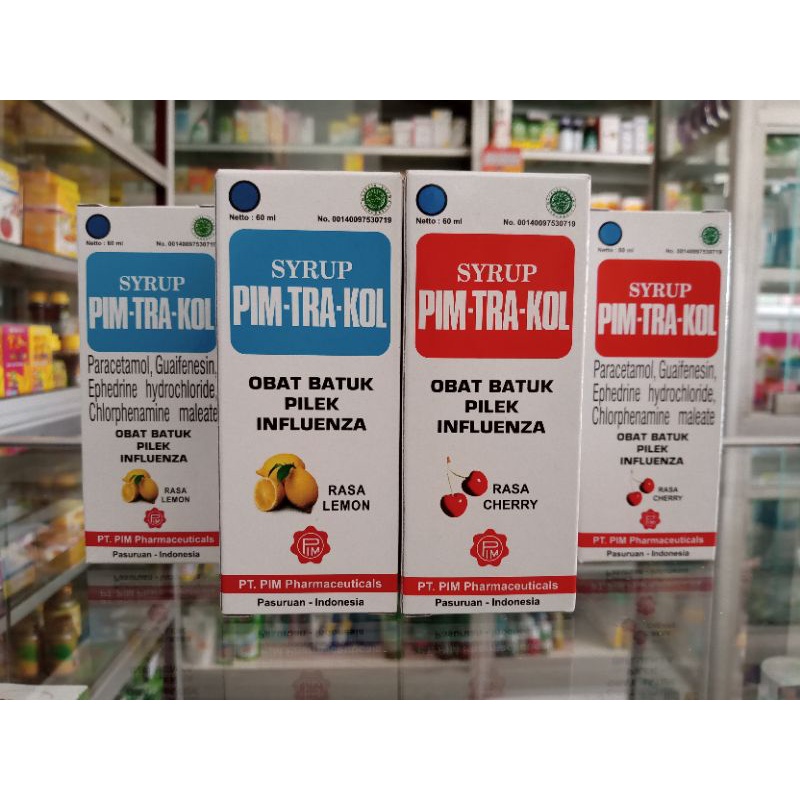 Netto : 60 ml
SYRUP
PIM-TRA-KOL
Paracetamol, Guaifenesin,
Ephedrine hydrochloride,
Chlorphenamine maleate
OBAT BATUK
PILEK
INFLUENZA
RASA
LEMON
PT. PIM Pharmaceuticals
Pasuruan - Indonesia
Netto : 60 ml
No. 00140097530719
SYRUP
PIM-TRA-KOL
OBAT BATUK
PILEK
INFLUENZA
RASA
LEMON
PIM
PT. PIM Pharmaceuticals
Pasuruan - Indonesia
Netto : 60 ml
No. 00140097530719
SYRUP
PIM-TRA-KOL
OBAT BATUK
PILEK
INFLUENZA
RASA
CHERRY
PIM
PT. PIM Pharmaceuticals
Pasuruan - Indonesia
Netto : 60 ml
No. 00140097530719
SYRUP
PIM-TRA-KOL
Paracetamol, Guaifenesin,
Ephedrine hydrochloride,
Chlorphenamine maleate
OBAT BATUK
PILEK
INFLUENZA
RASA
CHERRY
PT. PIM Pharmaceuticals
Pasuruan - Indonesia